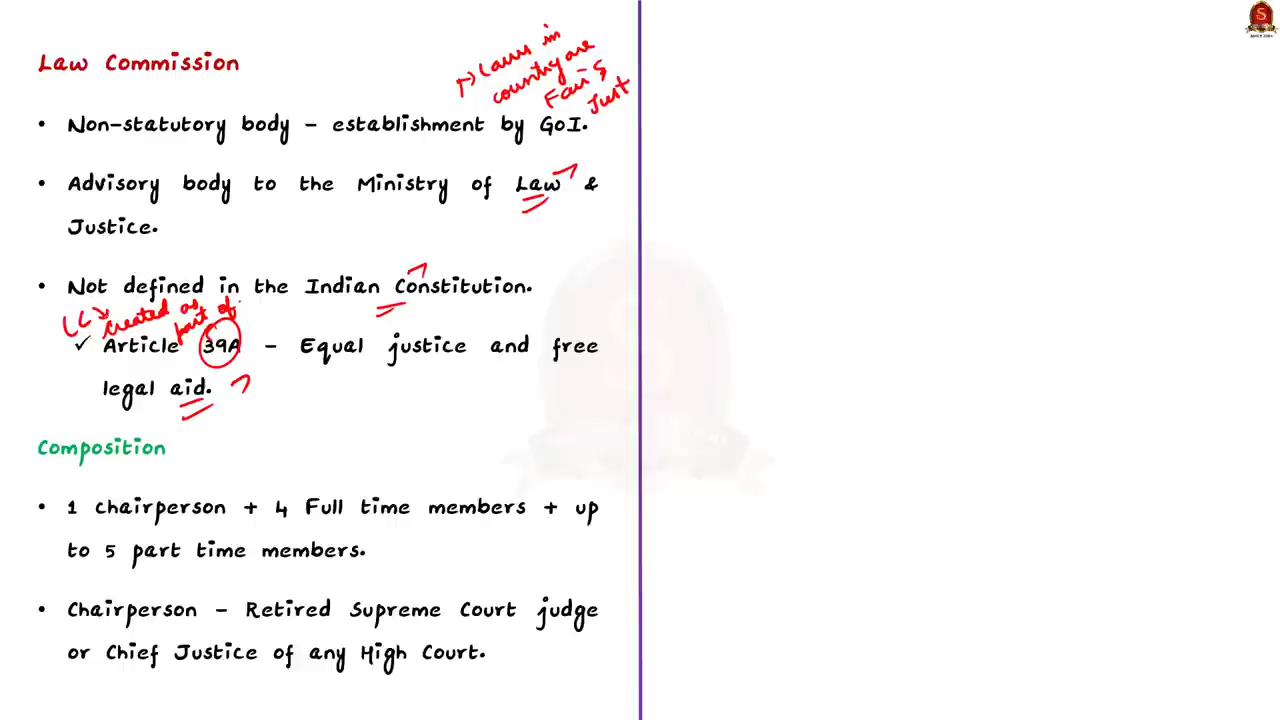 Law Commission
→ Laws in
country are
Fair &
Just
• Non-statutory body – establishment by GoI.
• Advisory body to the Ministry of Law &
Justice.
• Not defined in the Indian Constitution.
created as
part of
✓ Article 39A – Equal justice and free
legal aid.
Composition
• 1 chairperson + 4 Full time members + up
to 5 part time members.
• Chairperson – Retired Supreme Court judge
or Chief Justice of any High Court.
S